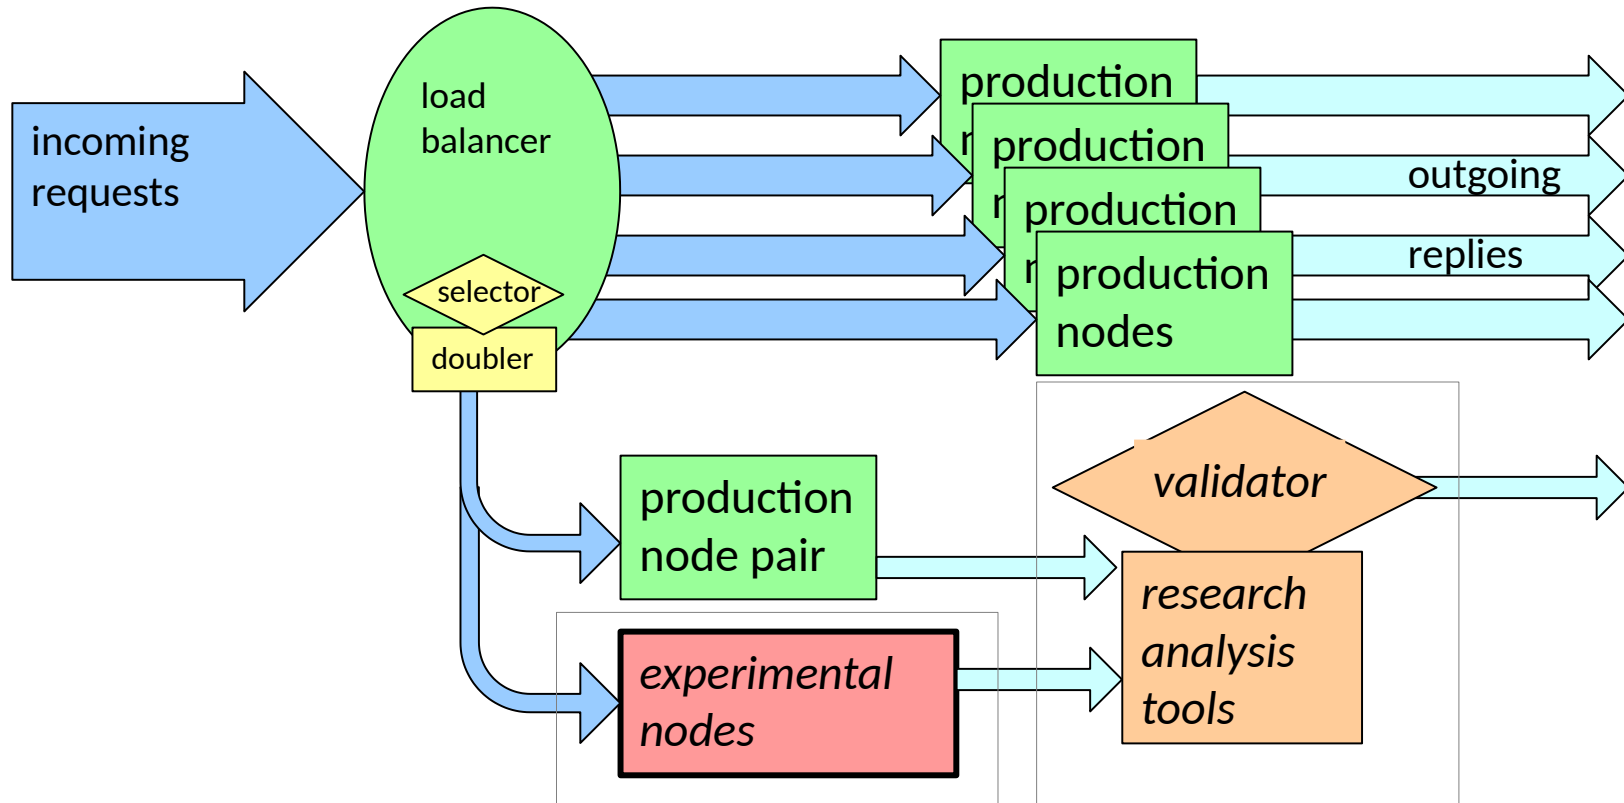 incoming
requests
load
balancer
selector
doubler
production
production
production
production
nodes
outgoing
replies
production
node pair
experimental
nodes
validator
research
analysis
tools